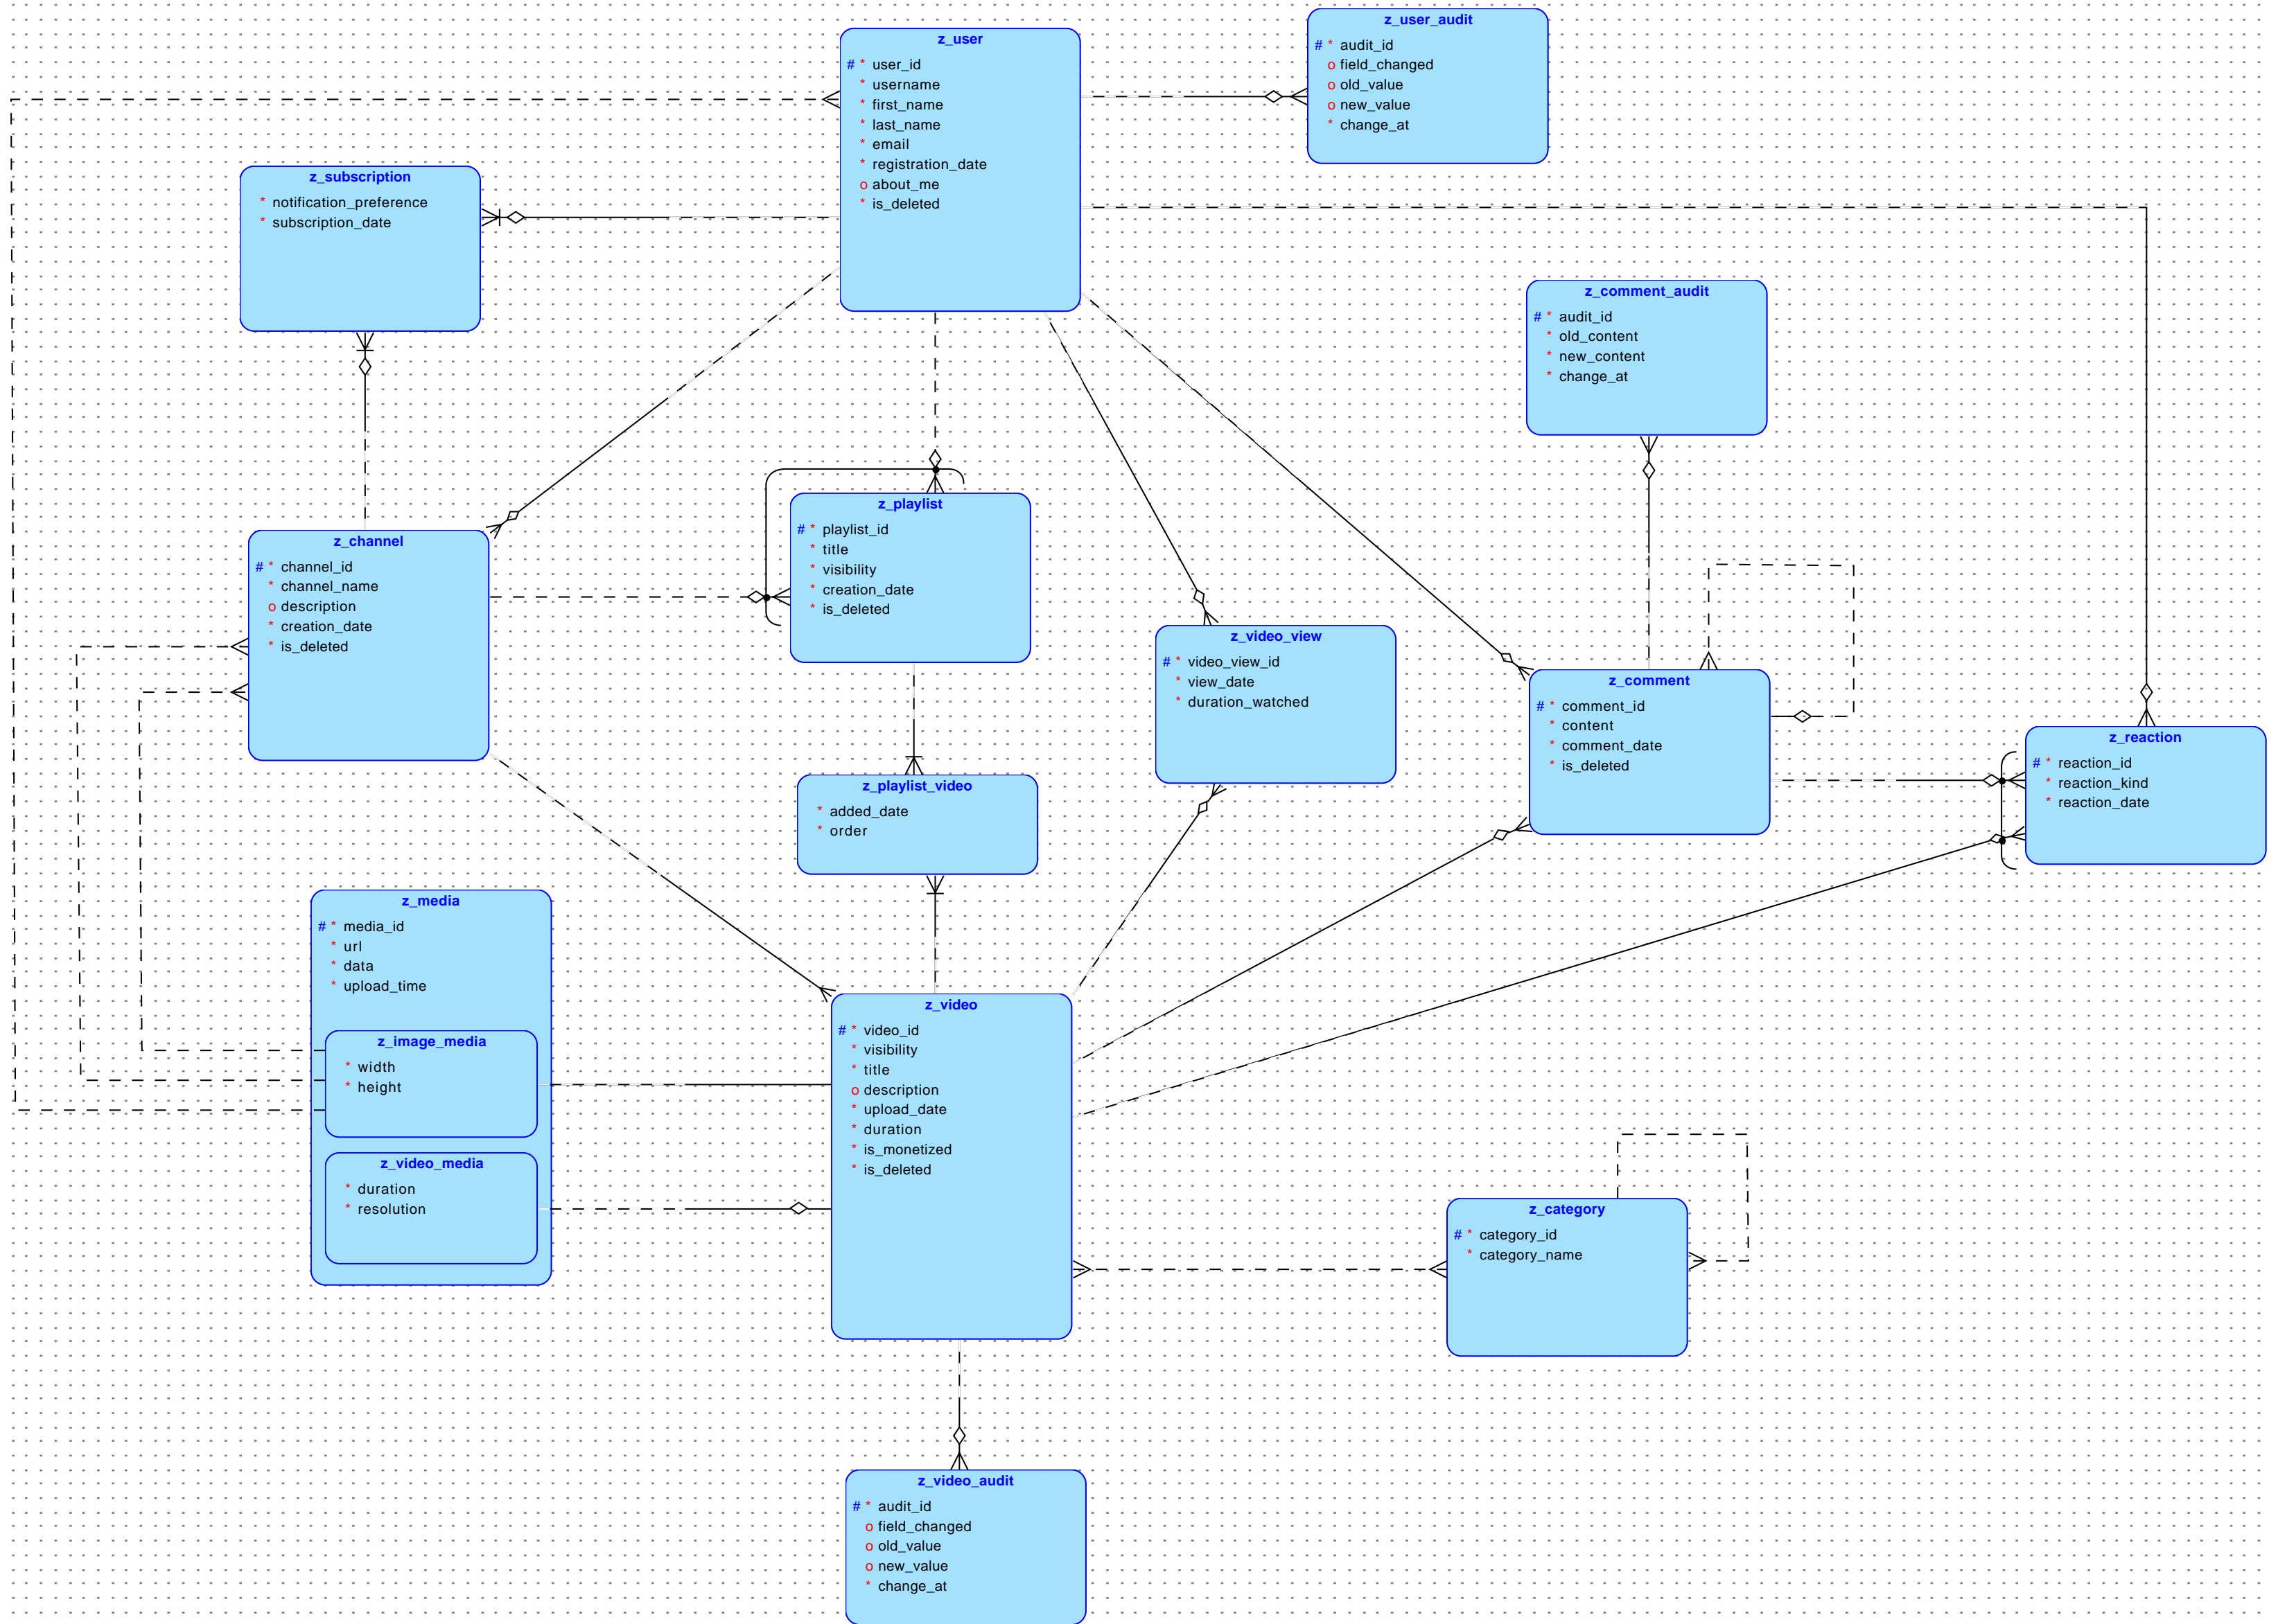 z_user_audit
# * audit_id
o field_changed
o old_value
o new_value
* change_at
z_user
# * user_id
* username
* first_name
* last_name
* email
* registration_date
o about_me
* is_deleted
z_subscription
* notification_preference
* subscription_date
z_comment_audit
# * audit_id
* old_content
* new_content
* change_at
z_playlist
# * playlist_id
* title
* visibility
* creation_date
* is_deleted
z_channel
# * channel_id
* channel_name
o description
* creation_date
* is_deleted
z_video_view
# * video_view_id
* view_date
* duration_watched
z_comment
# * comment_id
* content
* comment_date
* is_deleted
z_reaction
# * reaction_id
* reaction_kind
* reaction_date
z_playlist_video
* added_date
* order
z_media
# * media_id
* url
* data
* upload_time
z_image_media
* width
* height
z_video_media
* duration
* resolution
z_video
# * video_id
* visibility
* title
o description
* upload_date
* duration
* is_monetized
* is_deleted
z_category
# * category_id
* category_name
z_video_audit
# * audit_id
o field_changed
o old_value
o new_value
* change_at